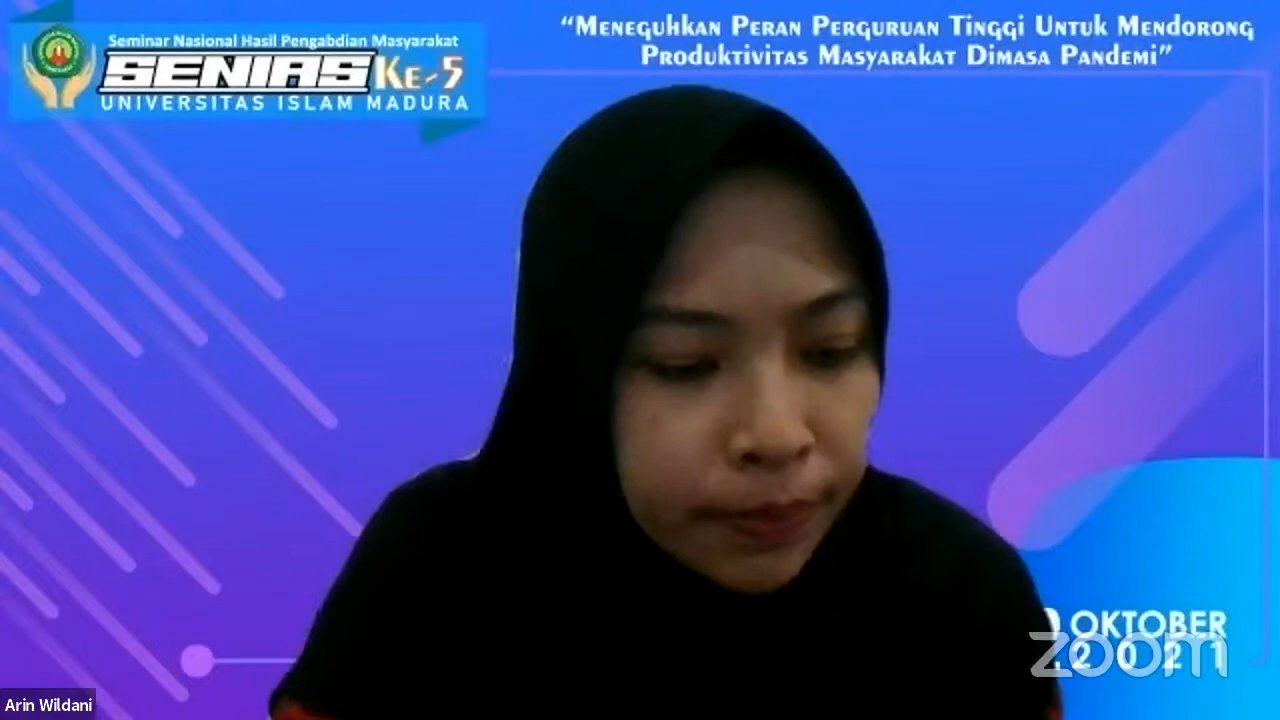 Seminar Nasional Hasil Pengabdian Masyarakat
SENIAS Ke-5
UNIVERSITAS ISLAM MADURA
“Meneguhkan Peran Perguruan Tinggi Untuk Mendorong
Produktivitas Masyarakat Dimasa Pandemi”
OKTOBER
2021
zoom
Arin Wildani